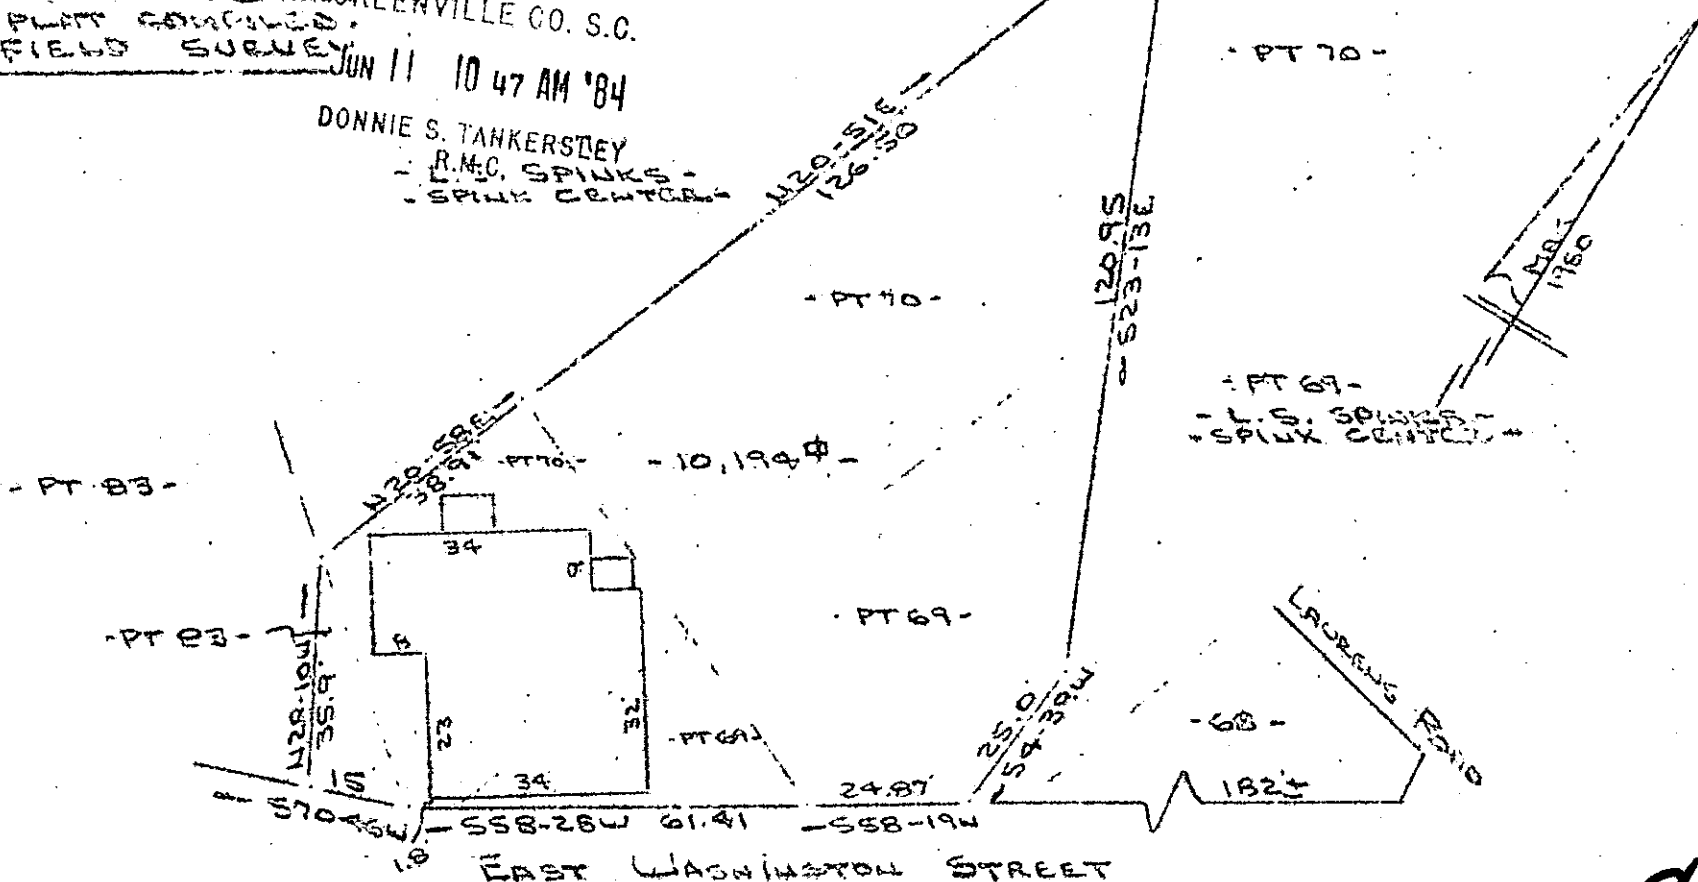 GREENVILLE CO. S.C.
PLAT COMPILED.
FIELD SURVEY
JUN 11 10 47 AM '84
DONNIE S. TANKERSLEY
R.M.C.
- L.S. SPINKS -
- SPINK CENTER -
N20-51E
126.50
- PT 70 -
- PT 70 -
120.95
S23-13E
1980
- PT 69 -
- L.S. SPINKS -
- SPINK CENTER -
N20-58E
38.91
- PT 70 -
- 10,194 -
- PT 83 -
34
9
- PT 83 -
8
- PT 69 -
LAURENS ROAD
N28-10W
35.9
23
32
- PT 69 -
25.0
S4-39W
- 68 -
15
34
24.87
182±
S70-45W
1.8
S58-28W 61.41
S58-19W
EAST WASHINGTON STREET